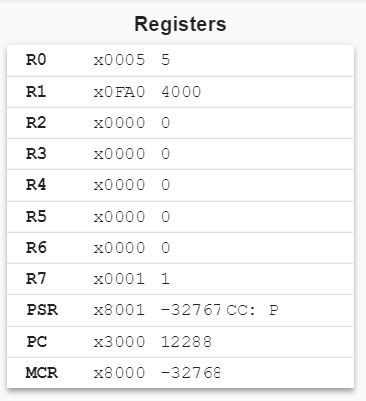 Registers
R0 x0005 5
R1 x0FA0 4000
R2 x0000 0
R3 x0000 0
R4 x0000 0
R5 x0000 0
R6 x0000 0
R7 x0001 1
PSR x8001 -32767 CC: P
PC x3000 12288
MCR x8000 -32768